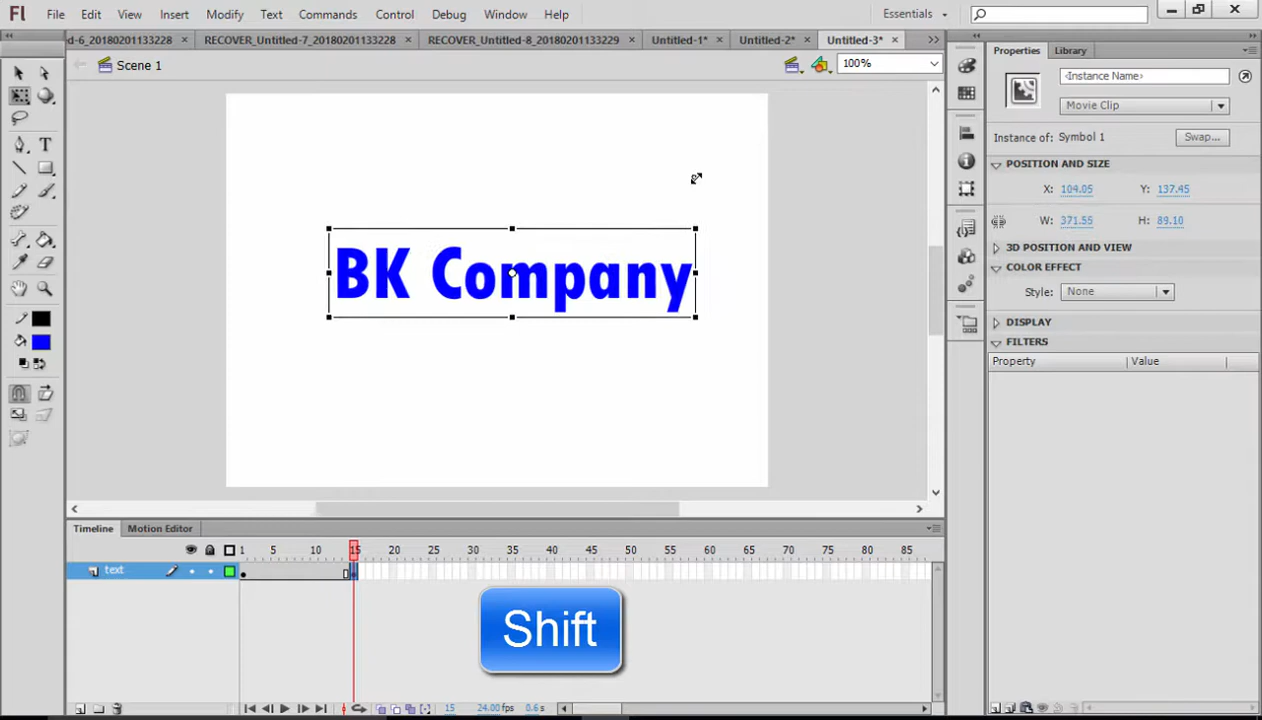 Fl File Edit View Insert Modify Text Commands Control Debug Window Help Essentials
d-6_20180201133228 × RECOVER_Untitled-7_20180201133228 × RECOVER_Untitled-8_20180201133229 × Untitled-1* × Untitled-2* × Untitled-3* ×
Scene 1 100%
Properties Library
<Instance Name>
Movie Clip
Instance of: Symbol 1 Swap...
POSITION AND SIZE
X: 104.05 Y: 137.45
W: 371.55 H: 89.10
3D POSITION AND VIEW
COLOR EFFECT
Style: None
DISPLAY
FILTERS
Property Value
BK Company
Timeline Motion Editor
1 5 10 15 20 25 30 35 40 45 50 55 60 65 70 75 80 85
text
Shift
15 24.00 fps 0.6 s